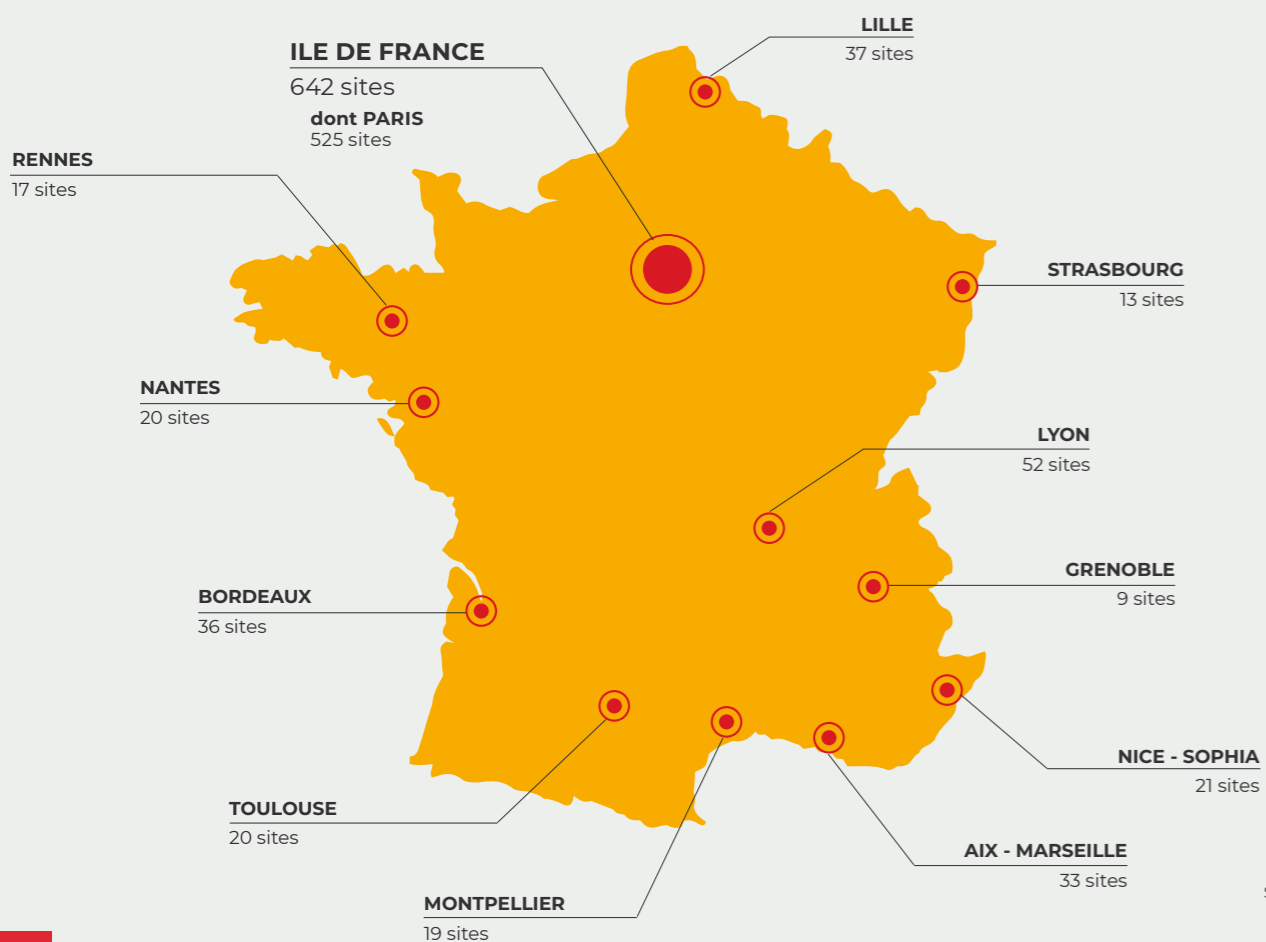 LILLE
37 sites
ILE DE FRANCE
642 sites
dont PARIS
525 sites
RENNES
17 sites
STRASBOURG
13 sites
NANTES
20 sites
LYON
52 sites
GRENOBLE
9 sites
BORDEAUX
36 sites
NICE - SOPHIA
21 sites
TOULOUSE
20 sites
AIX - MARSEILLE
33 sites
MONTPELLIER
19 sites